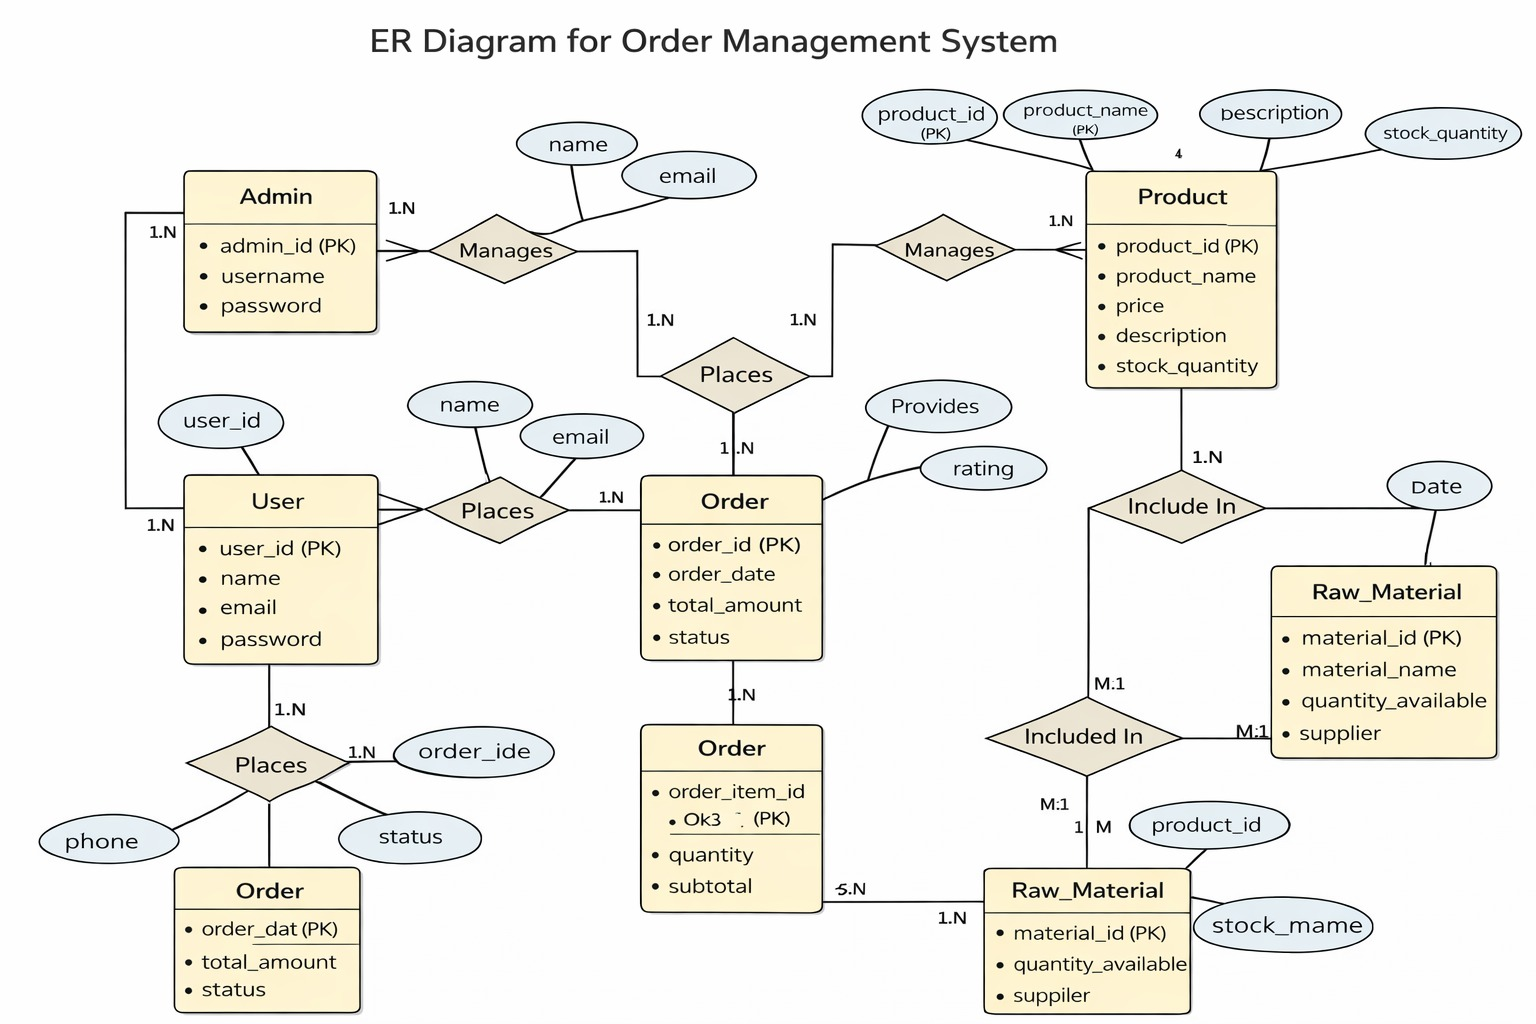 ER Diagram for Order Management System
product_id
(PK)
product_name
(PK)
Description
stock_quantity
4
name
email
Admin
admin_id (PK)
username
password
1.N
1.N
Manages
Manages
1.N
Product
product_id (PK)
product_name
price
description
stock_quantity
1.N
1.N
Places
1.N
user_id
name
email
Provides
rating
User
user_id (PK)
name
email
password
1.N
Places
1.N
Order
order_id (PK)
order_date
total_amount
status
1.N
Include In
Date
Raw_Material
material_id (PK)
material_name
quantity_available
supplier
M:1
Included In
M:1
1.N
Places
1.N
order_ide
phone
status
Order
order_dat (PK)
total_amount
status
1.N
Order
order_item_id
Ok3 (PK)
quantity
subtotal
M:1
1 M
product_id
5.N
1.N
Raw_Material
material_id (PK)
quantity_available
suppiler
stock_mame